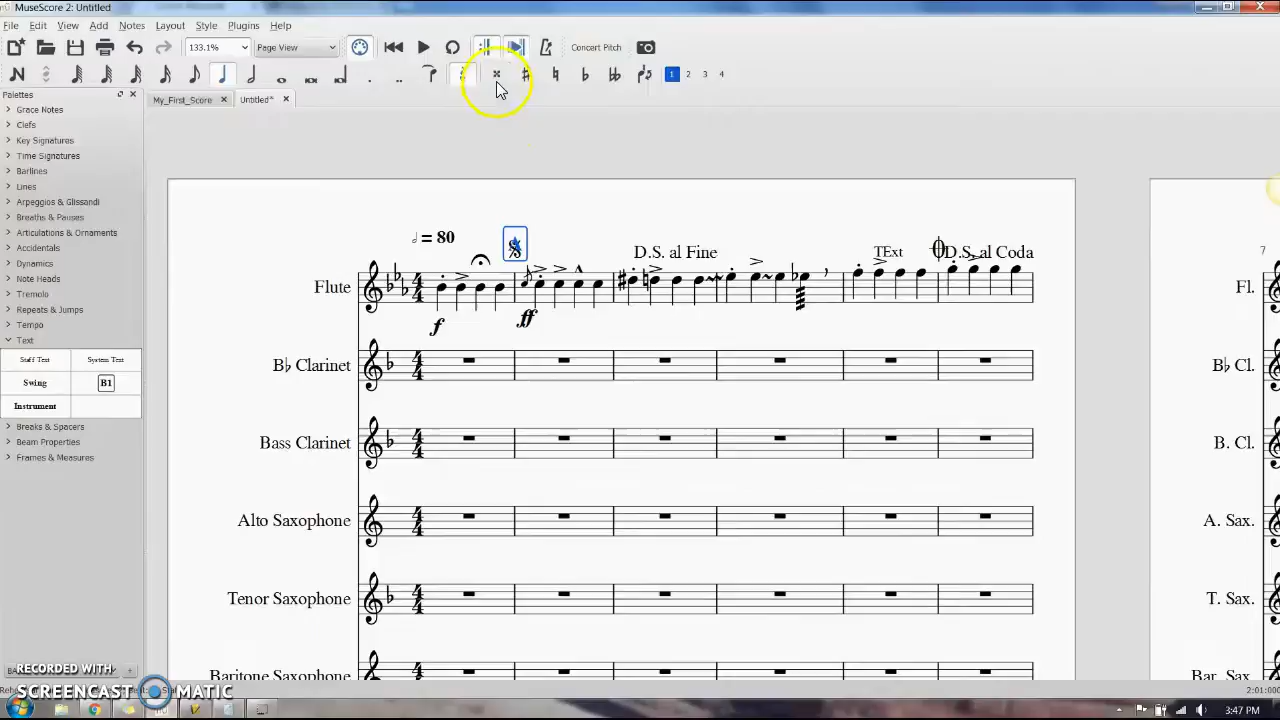 MuseScore 2: Untitled
File Edit View Add Notes Layout Style Plugins Help
133.1% Page View Concert Pitch
1 2 3 4
Palettes
My_First_Score Untitled*
Grace Notes
Clefs
Key Signatures
Time Signatures
Barlines
Lines
Arpeggios & Glissandi
Breaths & Pauses
Articulations & Ornaments
Accidentals
Dynamics
Note Heads
Tremolo
Repeats & Jumps
Tempo
Text
Staff Text System Text
Swing B1
Instrument
Breaks & Spacers
Beam Properties
Frames & Measures
= 80
D.S. al Fine TExt D.S. al Coda 7
Flute Fl.
f ff
B♭ Clarinet B♭ Cl.
Bass Clarinet B. Cl.
Alto Saxophone A. Sax.
Tenor Saxophone T. Sax.
Baritone Saxophone Bar. Sax.
RECORDED WITH
SCREENCAST MATIC
2:01:000
3:47 PM